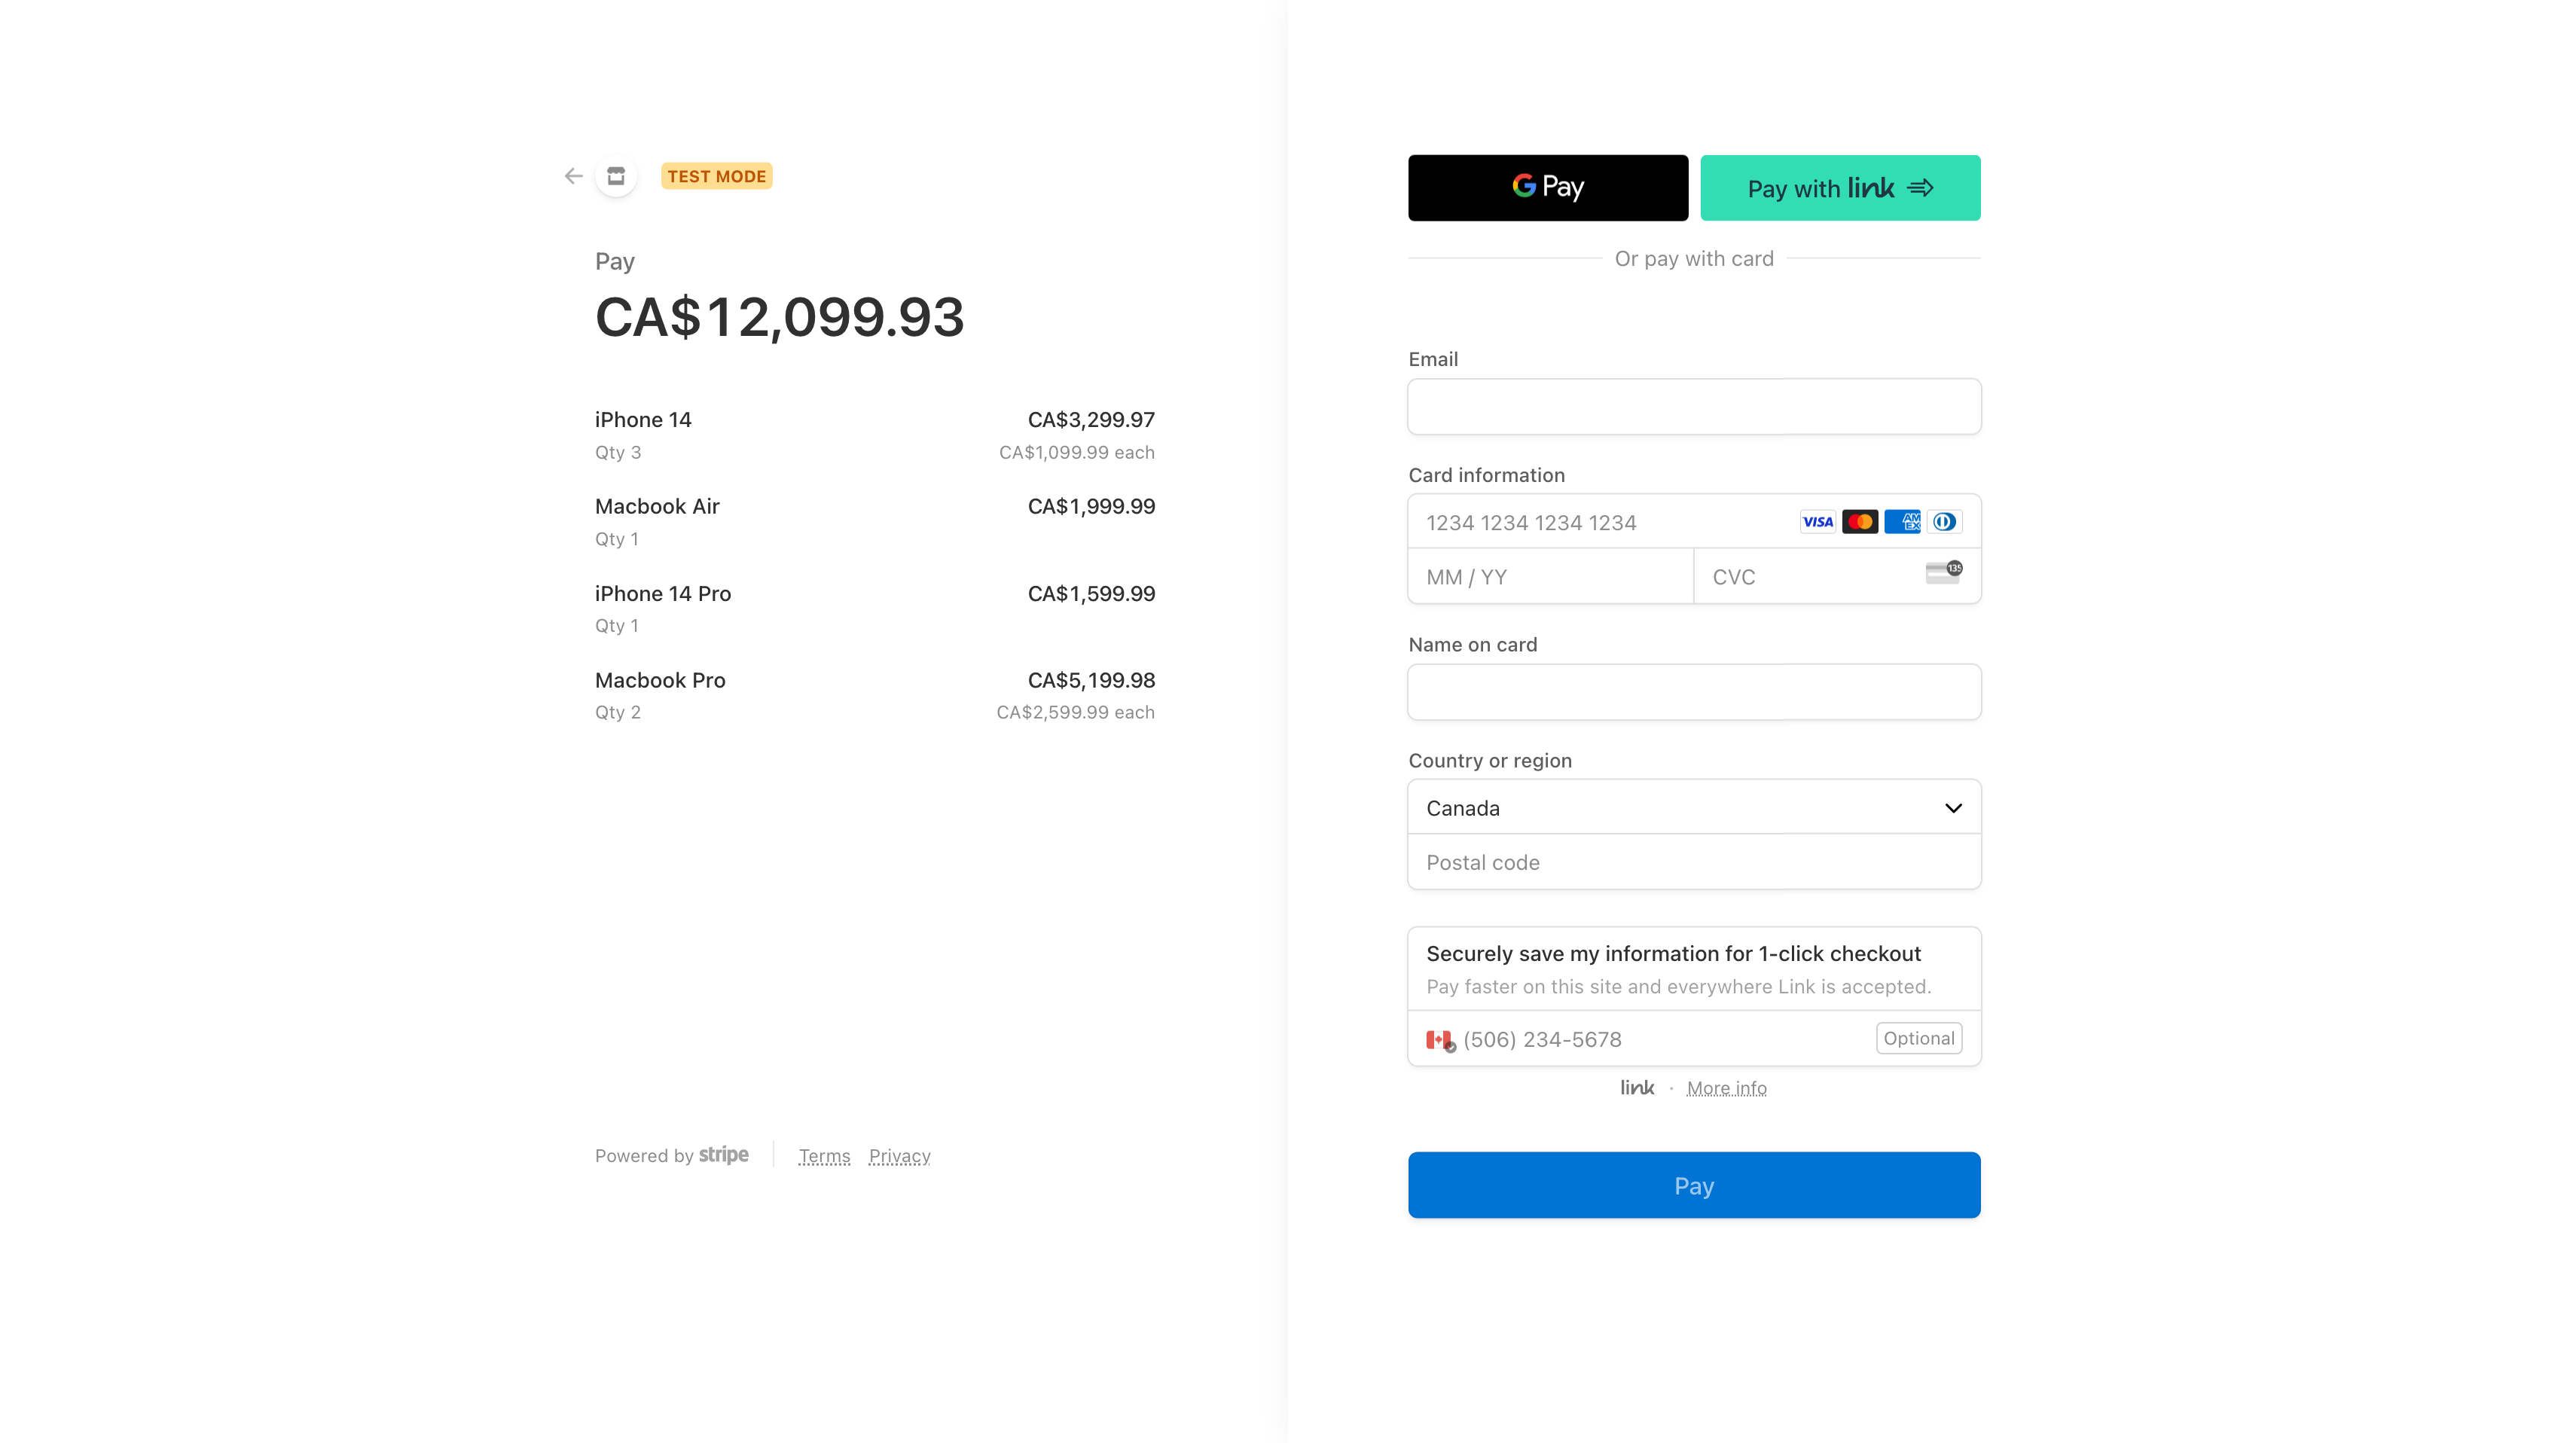 TEST MODE
Pay
CA$12,099.93
iPhone 14 CA$3,299.97
Qty 3 CA$1,099.99 each
Macbook Air CA$1,999.99
Qty 1
iPhone 14 Pro CA$1,599.99
Qty 1
Macbook Pro CA$5,199.98
Qty 2 CA$2,599.99 each
Powered by stripe Terms Privacy
G Pay Pay with link
Or pay with card
Email
Card information
1234 1234 1234 1234 VISA AM EX
MM / YY CVC 135
Name on card
Country or region
Canada
Postal code
Securely save my information for 1-click checkout
Pay faster on this site and everywhere Link is accepted.
(506) 234-5678 Optional
link · More info
Pay